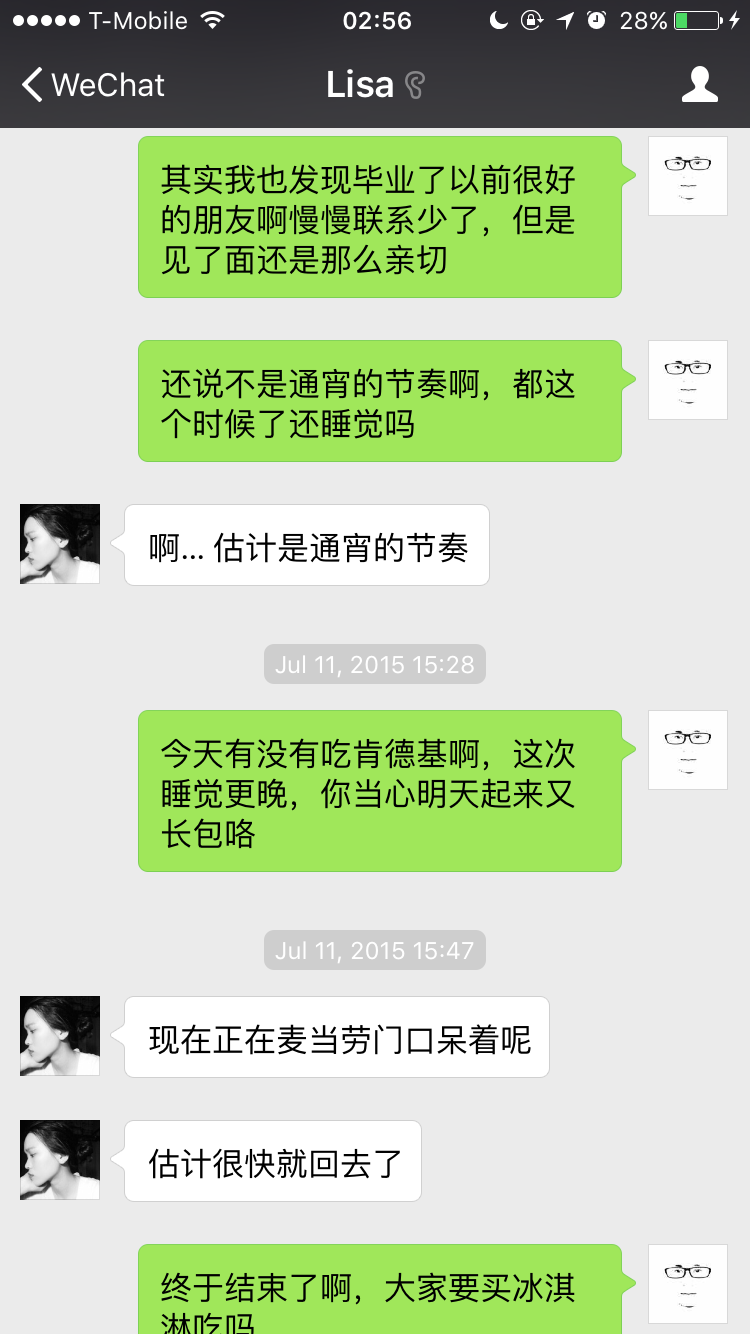 T-Mobile 02:56 28%
WeChat Lisa
其实我也发现毕业了以前很好
的朋友啊慢慢联系少了，但是
见了面还是那么亲切
还说不是通宵的节奏啊，都这
个时候了还睡觉吗
啊... 估计是通宵的节奏
Jul 11, 2015 15:28
今天有没有吃肯德基啊，这次
睡觉更晚，你当心明天起来又
长包咯
Jul 11, 2015 15:47
现在正在麦当劳门口呆着呢
估计很快就回去了
终于结束了啊，大家要买冰淇
淋吃吗